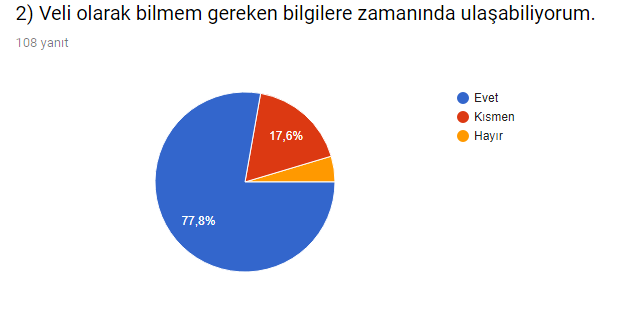 2) Veli olarak bilmem gereken bilgilere zamanında ulaşabiliyorum.
108 yanıt
Evet
Kısmen
Hayır
17,6%
77,8%